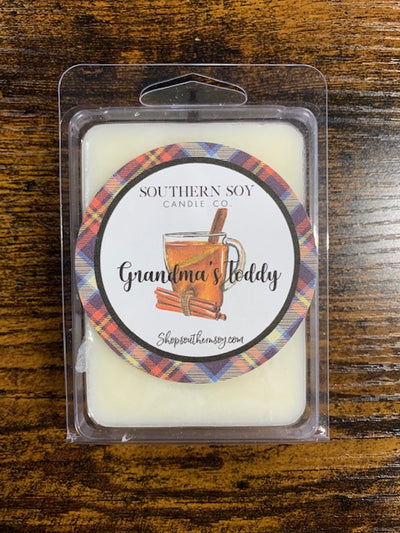 SOUTHERN SOY
CANDLE CO.
Grandma's Toddy
Shopsouthernsoy.com